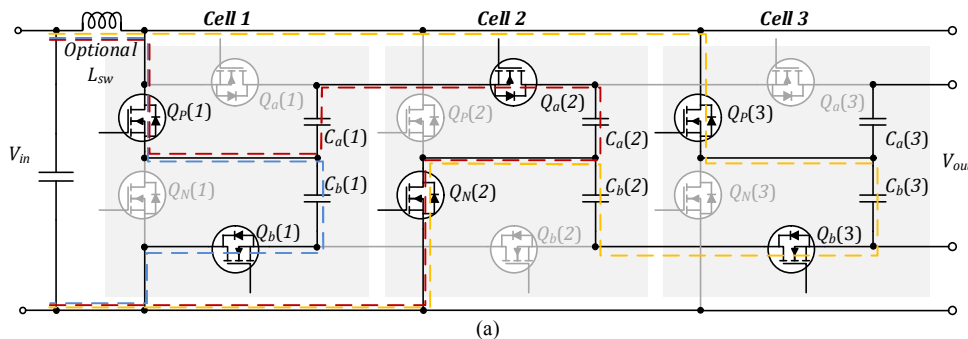 Cell 1 Cell 2 Cell 3
Optional
L_sw
Q_a(1) Q_a(2) Q_a(3)
Q_P(1) Q_P(2) Q_P(3)
C_a(1) C_a(2) C_a(3)
V_in V_out
Q_N(1) C_b(1) Q_N(2) C_b(2) Q_N(3) C_b(3)
Q_b(1) Q_b(2) Q_b(3)
(a)